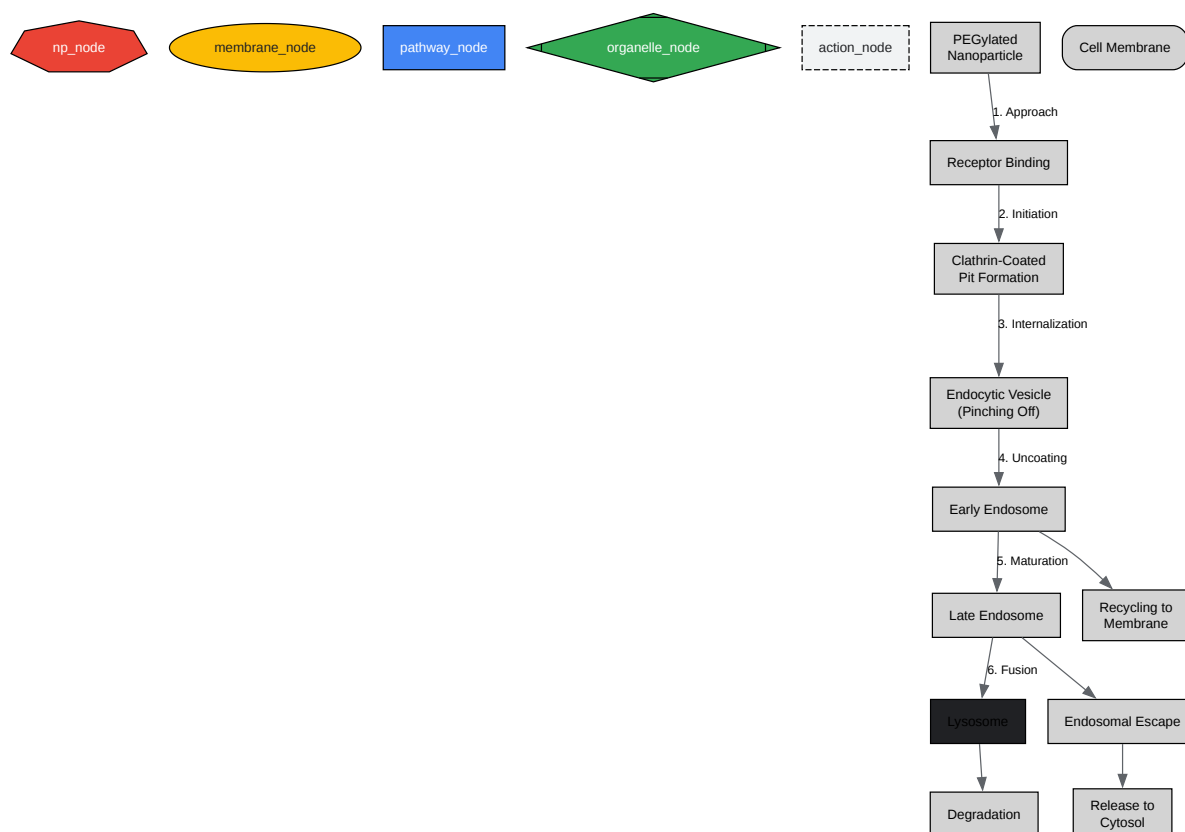 np_node
membrane_node
pathway_node
organelle_node
action_node
PEGylated
Nanoparticle
Cell Membrane
1. Approach
Receptor Binding
2. Initiation
Clathrin-Coated
Pit Formation
3. Internalization
Endocytic Vesicle
(Pinching Off)
4. Uncoating
Early Endosome
5. Maturation
Late Endosome
Recycling to
Membrane
6. Fusion
Lysosome
Endosomal Escape
Degradation
Release to
Cytosol